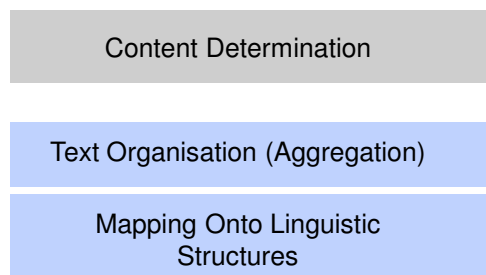 Content Determination
Text Organisation (Aggregation)
Mapping Onto Linguistic
Structures